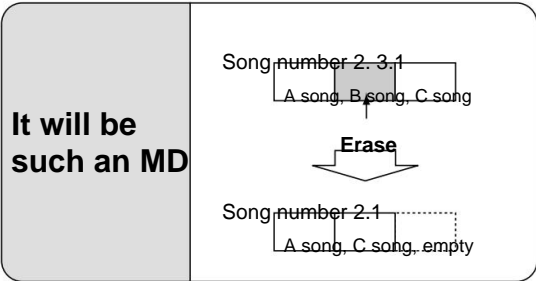 It will be
such an MD
Song number 2. 3.1
A song, B song, C song
Erase
Song number 2.1
A song, C song, empty